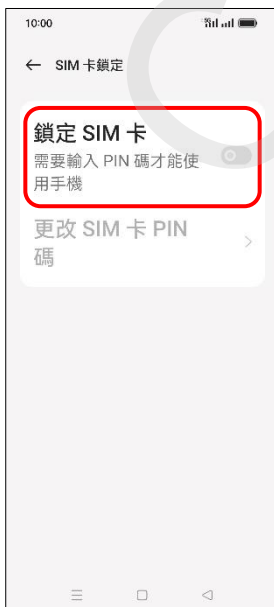 10:00
← SIM 卡鎖定
鎖定 SIM 卡
需要輸入 PIN 碼才能使
用手機
更改 SIM 卡 PIN
碼